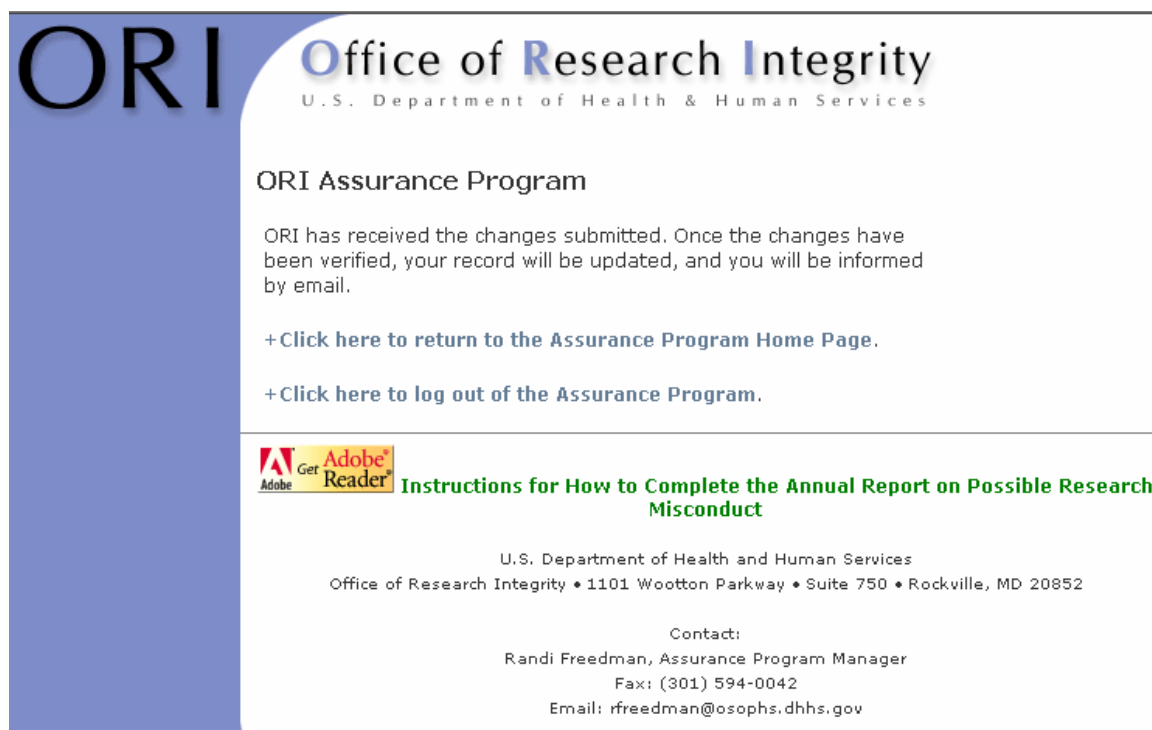 ORI
Office of Research Integrity
U.S. Department of Health & Human Services
ORI Assurance Program
ORI has received the changes submitted. Once the changes have
been verified, your record will be updated, and you will be informed
by email.
+Click here to return to the Assurance Program Home Page.
+Click here to log out of the Assurance Program.
Adobe Get Adobe® Reader®
Instructions for How to Complete the Annual Report on Possible Research
Misconduct
U.S. Department of Health and Human Services
Office of Research Integrity • 1101 Wootton Parkway • Suite 750 • Rockville, MD 20852
Contact:
Randi Freedman, Assurance Program Manager
Fax: (301) 594-0042
Email: rfreedman@osophs.dhhs.gov